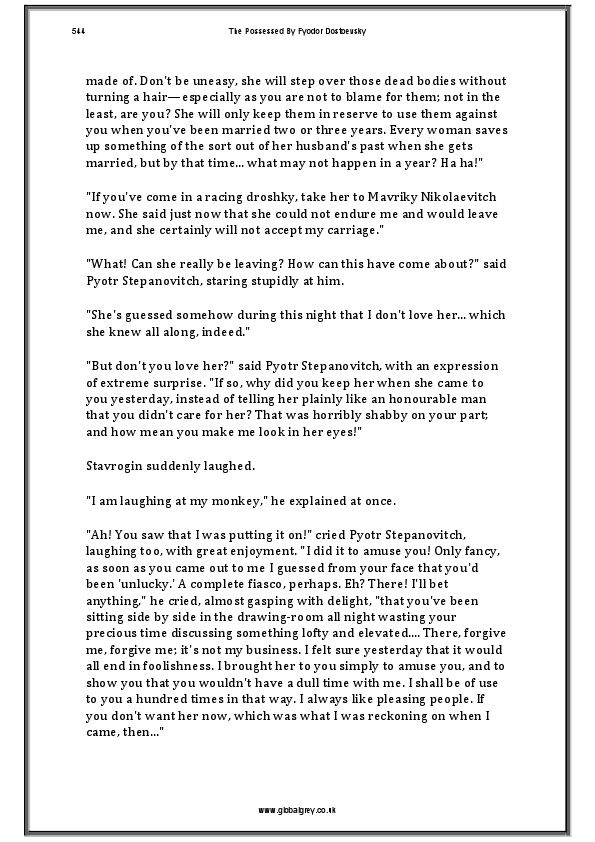 544 The Possessed By Fyodor Dostoevsky
made of. Don't be uneasy, she will step over those dead bodies without
turning a hair—especially as you are not to blame for them; not in the
least, are you? She will only keep them in reserve to use them against
you when you've been married two or three years. Every woman saves
up something of the sort out of her husband's past when she gets
married, but by that time... what may not happen in a year? Ha ha!"
"If you've come in a racing droshky, take her to Mavriky Nikolaevitch
now. She said just now that she could not endure me and would leave
me, and she certainly will not accept my carriage."
"What! Can she really be leaving? How can this have come about?" said
Pyotr Stepanovitch, staring stupidly at him.
"She's guessed somehow during this night that I don't love her... which
she knew all along, indeed."
"But don't you love her?" said Pyotr Stepanovitch, with an expression
of extreme surprise. "If so, why did you keep her when she came to
you yesterday, instead of telling her plainly like an honourable man
that you didn't care for her? That was horribly shabby on your part;
and how mean you make me look in her eyes!"
Stavrogin suddenly laughed.
"I am laughing at my monkey," he explained at once.
"Ah! You saw that I was putting it on!" cried Pyotr Stepanovitch,
laughing too, with great enjoyment. "I did it to amuse you! Only fancy,
as soon as you came out to me I guessed from your face that you'd
been 'unlucky.' A complete fiasco, perhaps. Eh? There! I'll bet
anything," he cried, almost gasping with delight, "that you've been
sitting side by side in the drawing-room all night wasting your
precious time discussing something lofty and elevated.... There, forgive
me, forgive me; it's not my business. I felt sure yesterday that it would
all end in foolishness. I brought her to you simply to amuse you, and to
show you that you wouldn't have a dull time with me. I shall be of use
to you a hundred times in that way. I always like pleasing people. If
you don't want her now, which was what I was reckoning on when I
came, then..."
www.globalgrey.co.uk